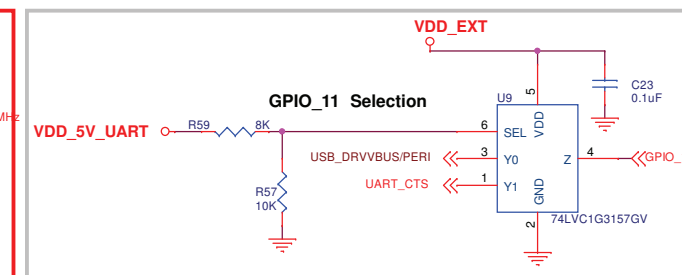 VDD_EXT
C23
0.1uF
GPIO_11 Selection
U9
5
VDD
MHz
VDD_5V_UART
R59
8K
6
SEL
USB_DRVVBUS/PERI
3
Y0
Z
4
GPIO_
UART_CTS
1
Y1
R57
10K
GND
2
74LVC1G3157GV